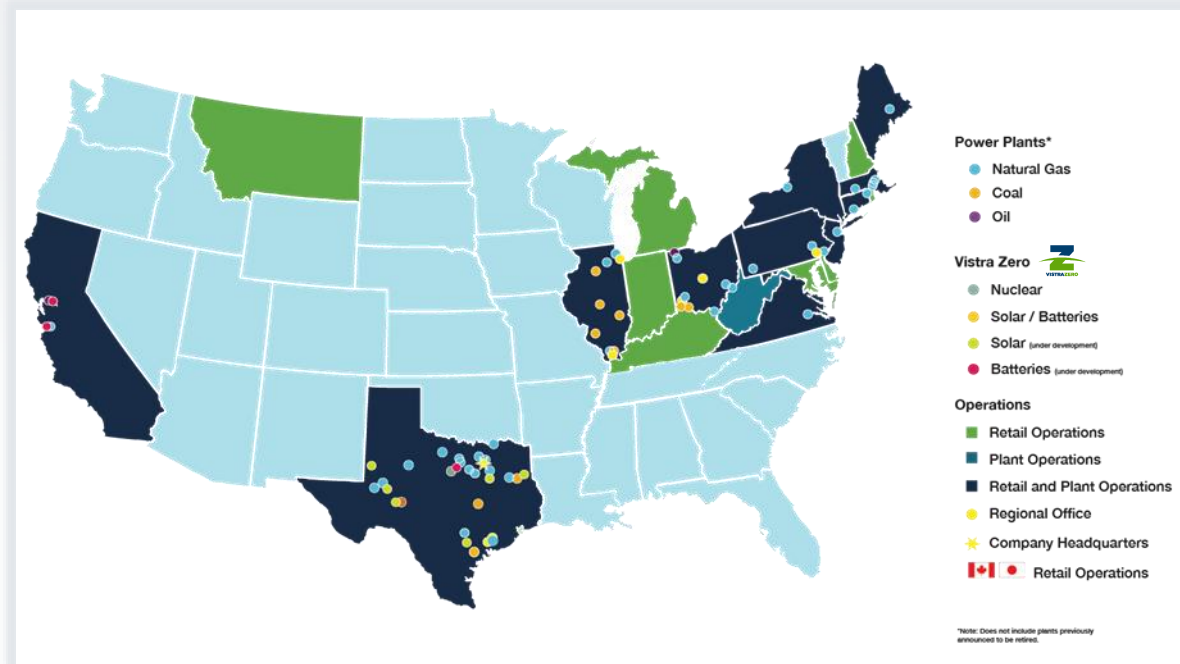 Power Plants*
Natural Gas
Coal
Oil
Vistra Zero
VISTRAZERO
Nuclear
Solar / Batteries
Solar (under development)
Batteries (under development)
Operations
Retail Operations
Plant Operations
Retail and Plant Operations
Regional Office
Company Headquarters
Retail Operations
*Note: Does not include plants previously
announced to be retired.